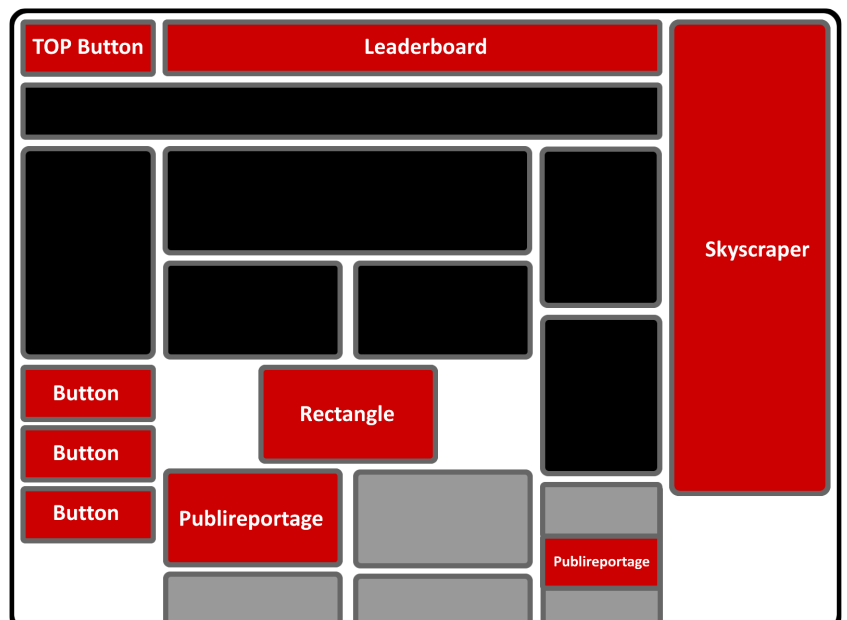 TOP Button
Leaderboard
Skyscraper
Button
Rectangle
Button
Button
Publireportage
Publireportage